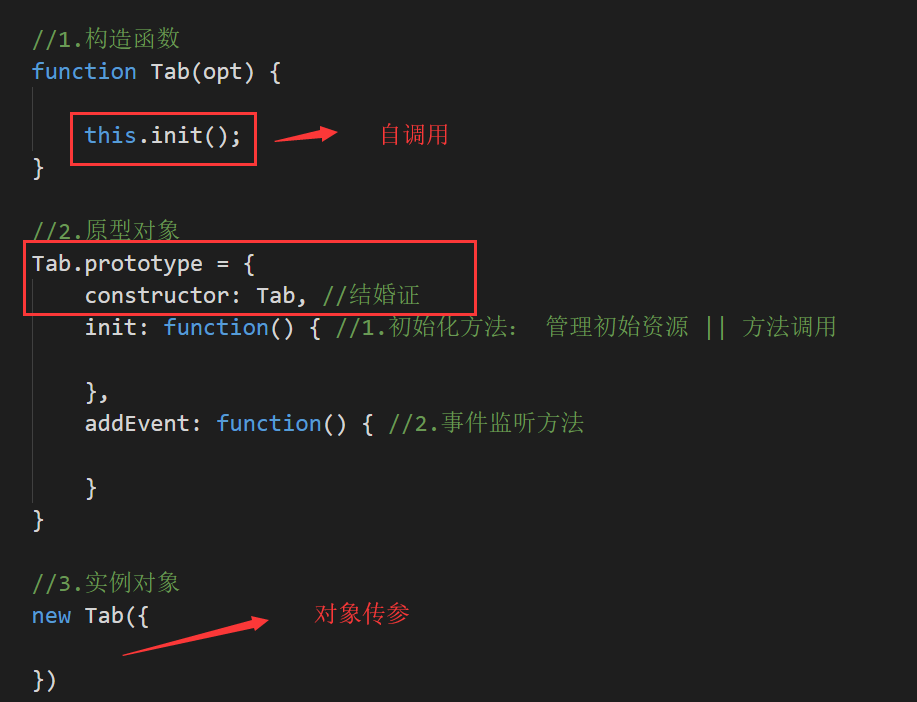 //1.构造函数
function Tab(opt) {
this.init();
自调用
}
//2.原型对象
Tab.prototype = {
constructor: Tab, //结婚证
init: function() { //1.初始化方法： 管理初始资源 || 方法调用
},
addEvent: function() { //2.事件监听方法
}
}
//3.实例对象
new Tab({
对象传参
})